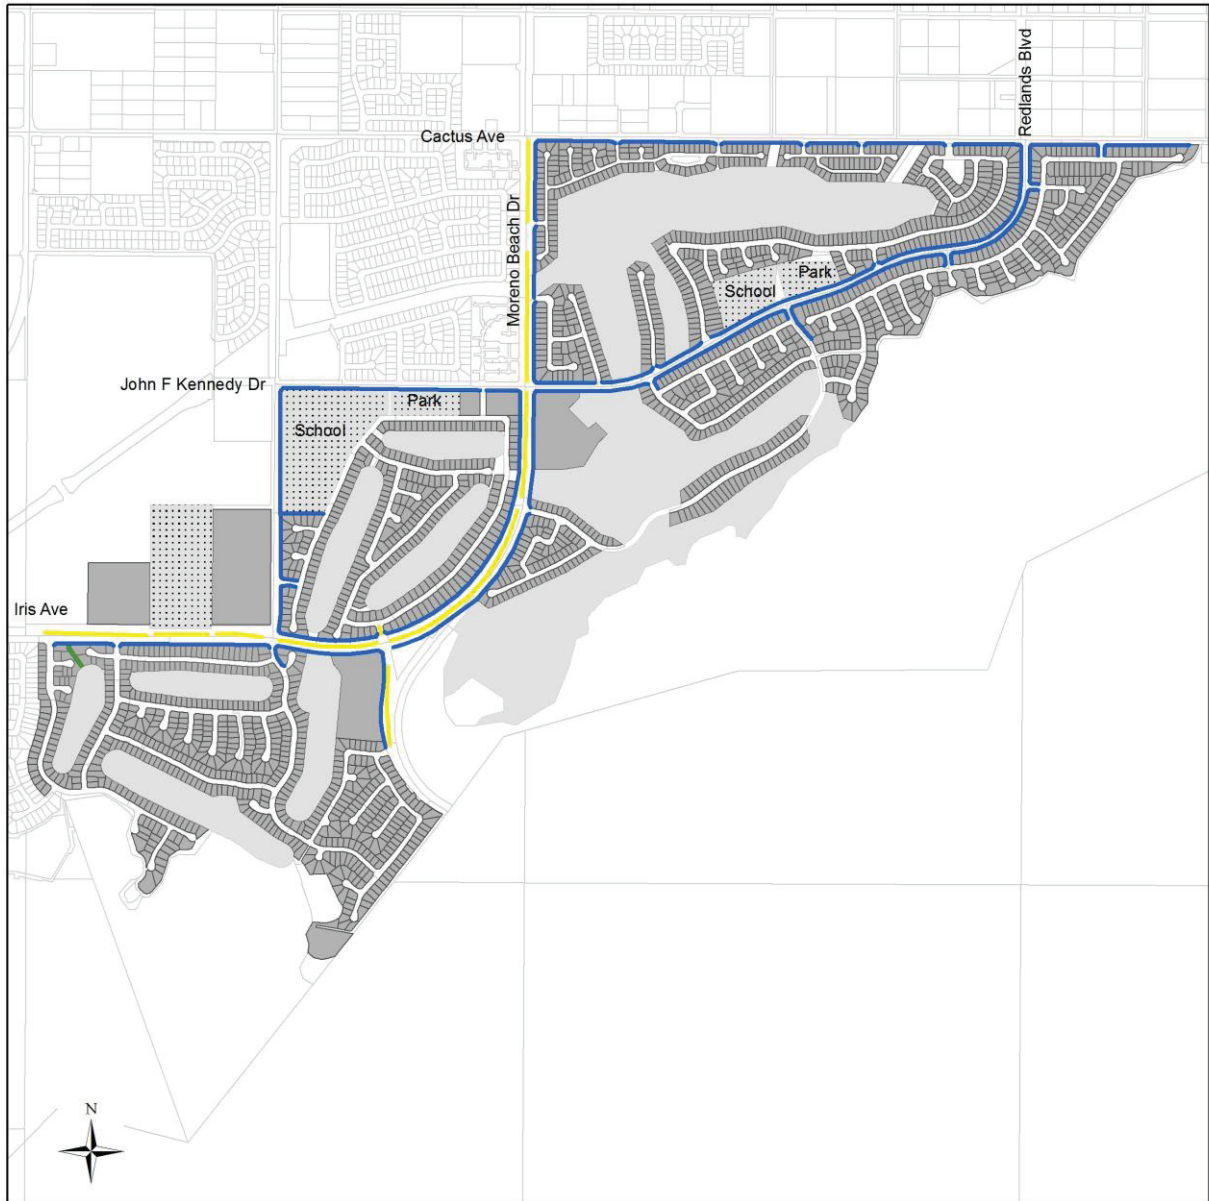 Redlands Blvd
Cactus Ave
Moreno Beach Dr
Park
School
John F Kennedy Dr
Park
School
Iris Ave
N